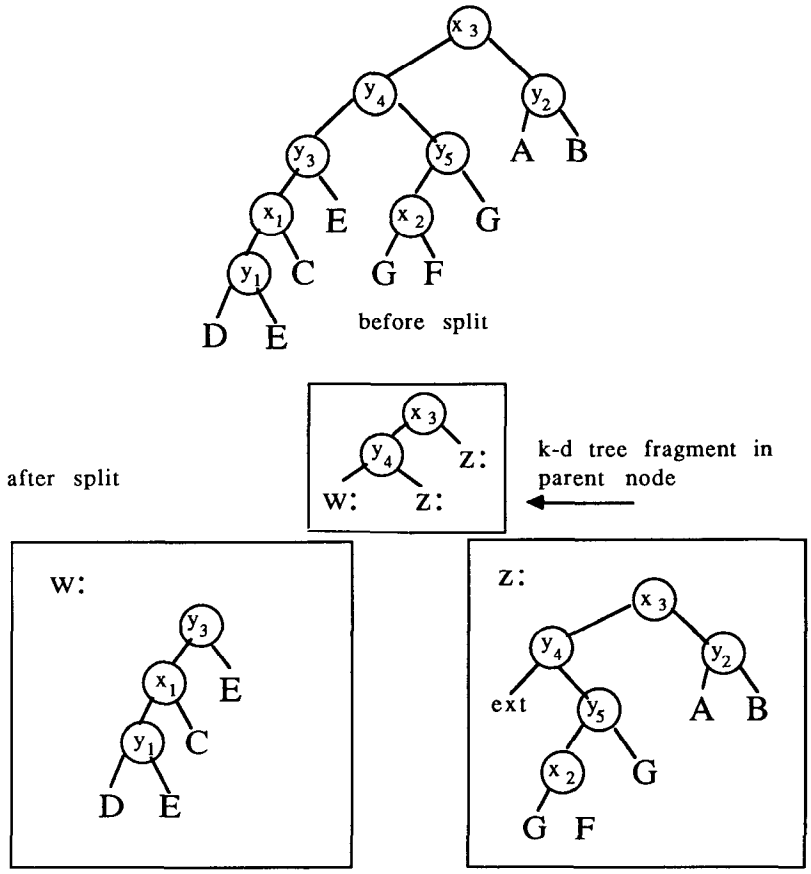 x3
y4 y2
y3 y5 A B
x1 E x2 G
y1 C G F
D E
before split
x3
y4 z:
w: z:
k-d tree fragment in
parent node
after split
w:
y3
x1 E
y1 C
D E
z:
x3
y4 y2
ext y5 A B
x2 G
G F